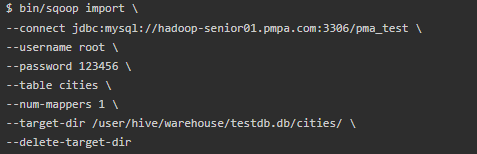 $ bin/sqoop import \
--connect jdbc:mysql://hadoop-senior01.pmpa.com:3306/pma_test \
--username root \
--password 123456 \
--table cities \
--num-mappers 1 \
--target-dir /user/hive/warehouse/testdb.db/cities/ \
--delete-target-dir